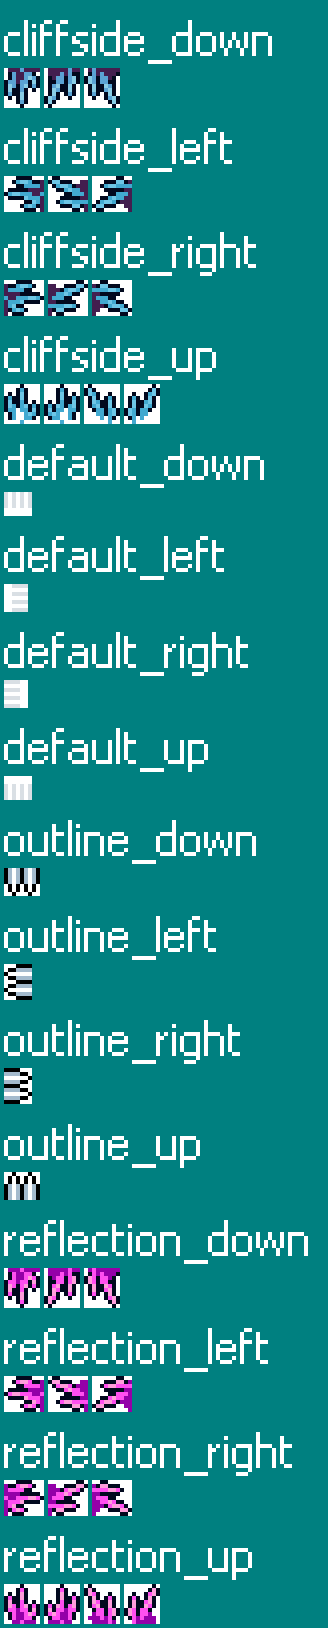 cliffside_down
cliffside_left
cliffside_right
cliffside_up
default_down
default_left
default_right
default_up
outline_down
outline_left
outline_right
outline_up
reflection_down
reflection_left
reflection_right
reflection_up